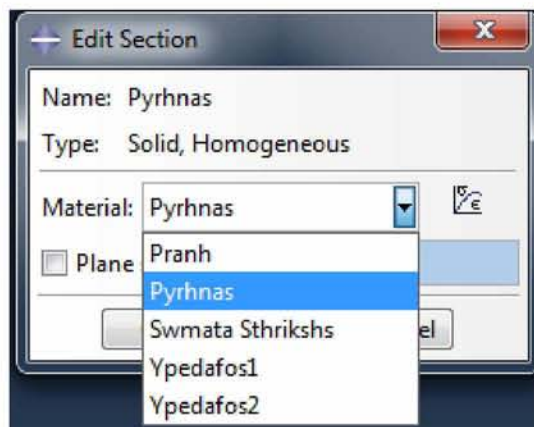 Edit Section
Name: Pyrhnas
Type: Solid, Homogeneous
Material: Pyrhnas
Pranh
Plane
Pyrhnas
Swmata Sthrikshs
el
Ypedafos1
Ypedafos2